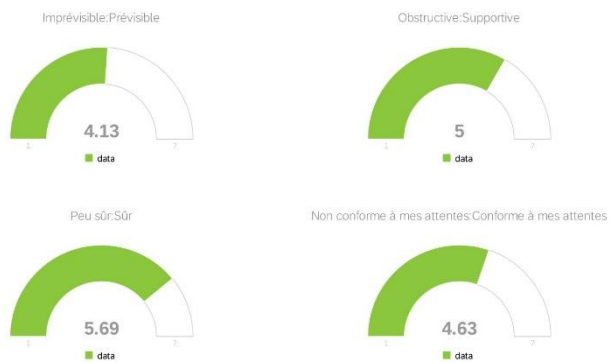 Imprévisible:Prévisible
4.13
1
7
data
Obstructive:Supportive
5
1
7
data
Peu sûr:Sûr
5.69
1
7
data
Non conforme à mes attentes:Conforme à mes attentes
4.63
1
7
data